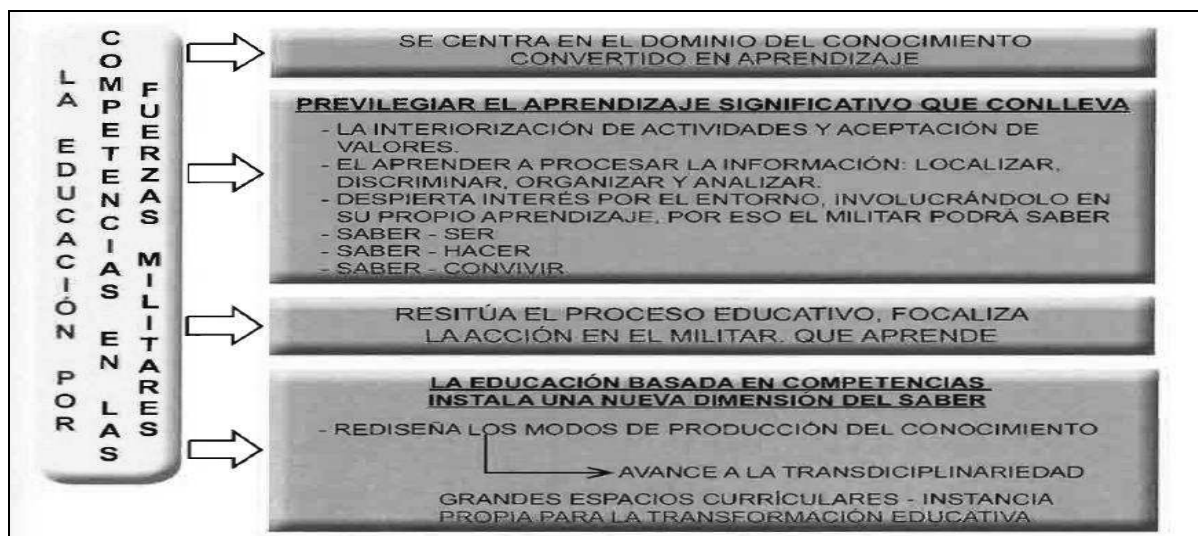 LA EDUCACIÓN POR
COMPETENCIAS EN LAS
FUERZAS MILITARES
SE CENTRA EN EL DOMINIO DEL CONOCIMIENTO
CONVERTIDO EN APRENDIZAJE
PREVILEGIAR EL APRENDIZAJE SIGNIFICATIVO QUE CONLLEVA
- LA INTERIORIZACIÓN DE ACTIVIDADES Y ACEPTACIÓN DE
VALORES.
- EL APRENDER A PROCESAR LA INFORMACIÓN: LOCALIZAR,
DISCRIMINAR, ORGANIZAR Y ANALIZAR.
- DESPIERTA INTERÉS POR EL ENTORNO, INVOLUCRÁNDOLO EN
SU PROPIO APRENDIZAJE, POR ESO EL MILITAR PODRÁ SABER
- SABER - SER
- SABER - HACER
- SABER - CONVIVIR
RESITÚA EL PROCESO EDUCATIVO, FOCALIZA
LA ACCIÓN EN EL MILITAR. QUE APRENDE
LA EDUCACIÓN BASADA EN COMPETENCIAS
INSTALA UNA NUEVA DIMENSIÓN DEL SABER
- REDISEÑA LOS MODOS DE PRODUCCIÓN DEL CONOCIMIENTO
AVANCE A LA TRANSDICIPLINARIEDAD
GRANDES ESPACIOS CURRÍCULARES - INSTANCIA
PROPIA PARA LA TRANSFORMACIÓN EDUCATIVA